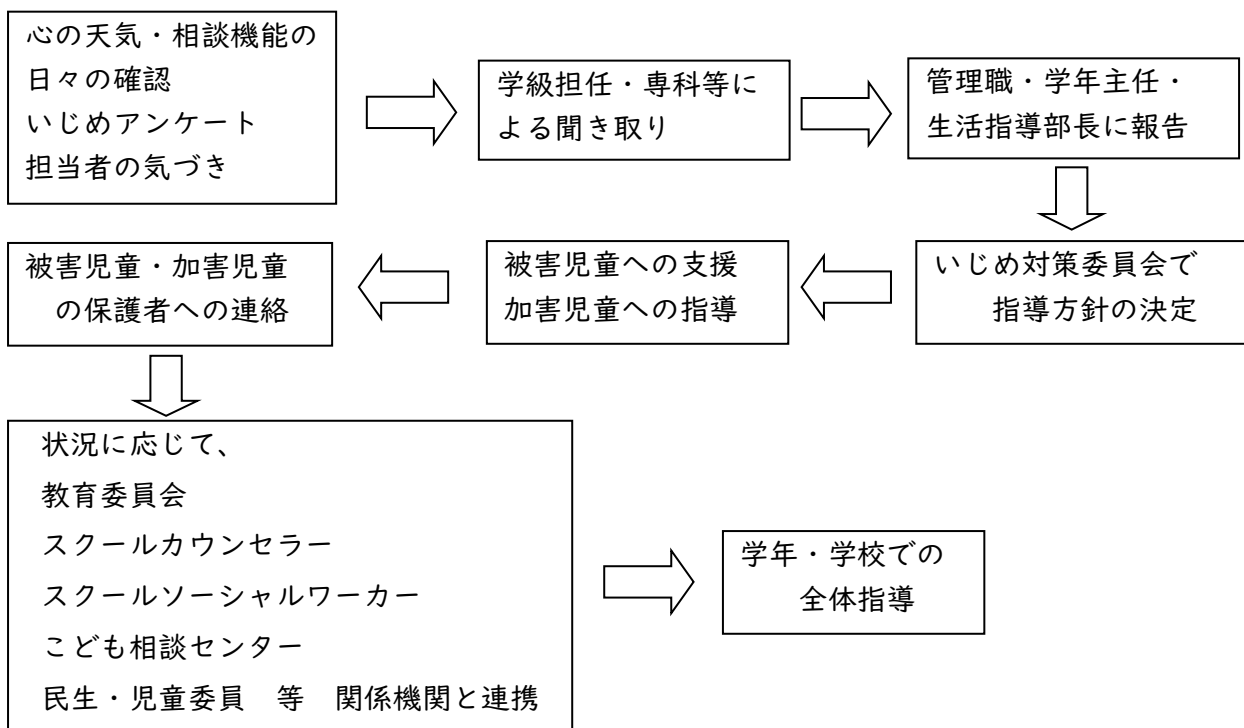 心の天気・相談機能の
日々の確認
いじめアンケート
担当者の気づき
学級担任・専科等に
よる聞き取り
管理職・学年主任・
生活指導部長に報告
いじめ対策委員会で
指導方針の決定
被害児童への支援
加害児童への指導
被害児童・加害児童
の保護者への連絡
状況に応じて、
教育委員会
スクールカウンセラー
スクールソーシャルワーカー
こども相談センター
民生・児童委員　等　関係機関と連携
学年・学校での
全体指導